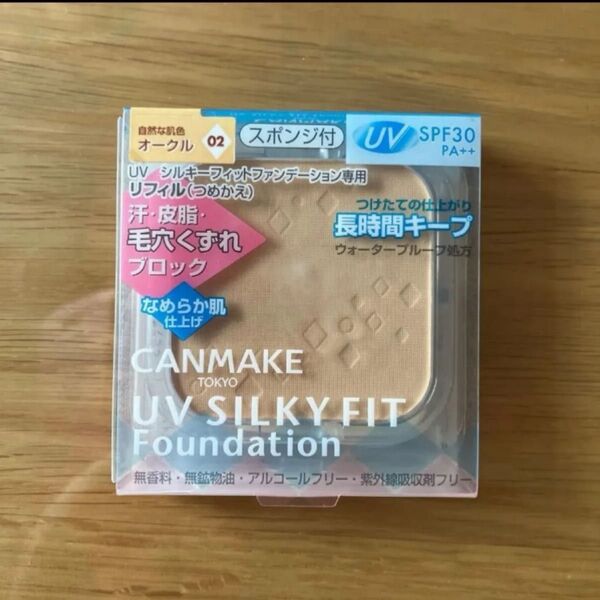 自然な肌色
オークル 02
スポンジ付
UV SPF30
PA++
UV シルキーフィットファンデーション専用
リフィル(つめかえ)
汗・皮脂・
毛穴くずれ
ブロック
つけたての仕上がり
長時間キープ
ウォータープルーフ処方
なめらか肌
仕上げ
CANMAKE
TOKYO
UV SILKY FIT
Foundation
無香料・無鉱物油・アルコールフリー・紫外線吸収剤フリー